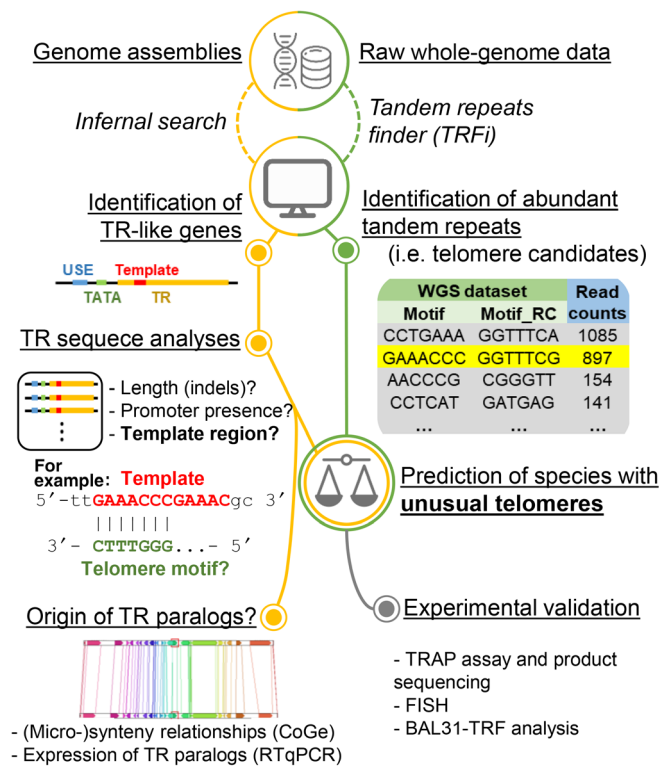 Genome assemblies
Raw whole-genome data
Infernal search
Tandem repeats
finder (TRFi)
Identification of
TR-like genes
Identification of abundant
tandem repeats
(i.e. telomere candidates)
USE Template
TATA TR
WGS dataset Read
counts
Motif Motif_RC
CCTGAAA GGTTTCA 1085
GAAACCC GGTTTCG 897
AACCCG CGGGTT 154
CCTCAT GATGAG 141
... ... ...
TR sequece analyses
- Length (indels)?
- Promoter presence?
- Template region?
For
example: Template
5′-ttGAAACCCGAAACgc 3′
|||||||
3′- CTTTGGG...- 5′
Telomere motif?
Prediction of species with
unusual telomeres
Origin of TR paralogs?
- (Micro-)synteny relationships (CoGe)
- Expression of TR paralogs (RTqPCR)
Experimental validation
- TRAP assay and product
sequencing
- FISH
- BAL31-TRF analysis